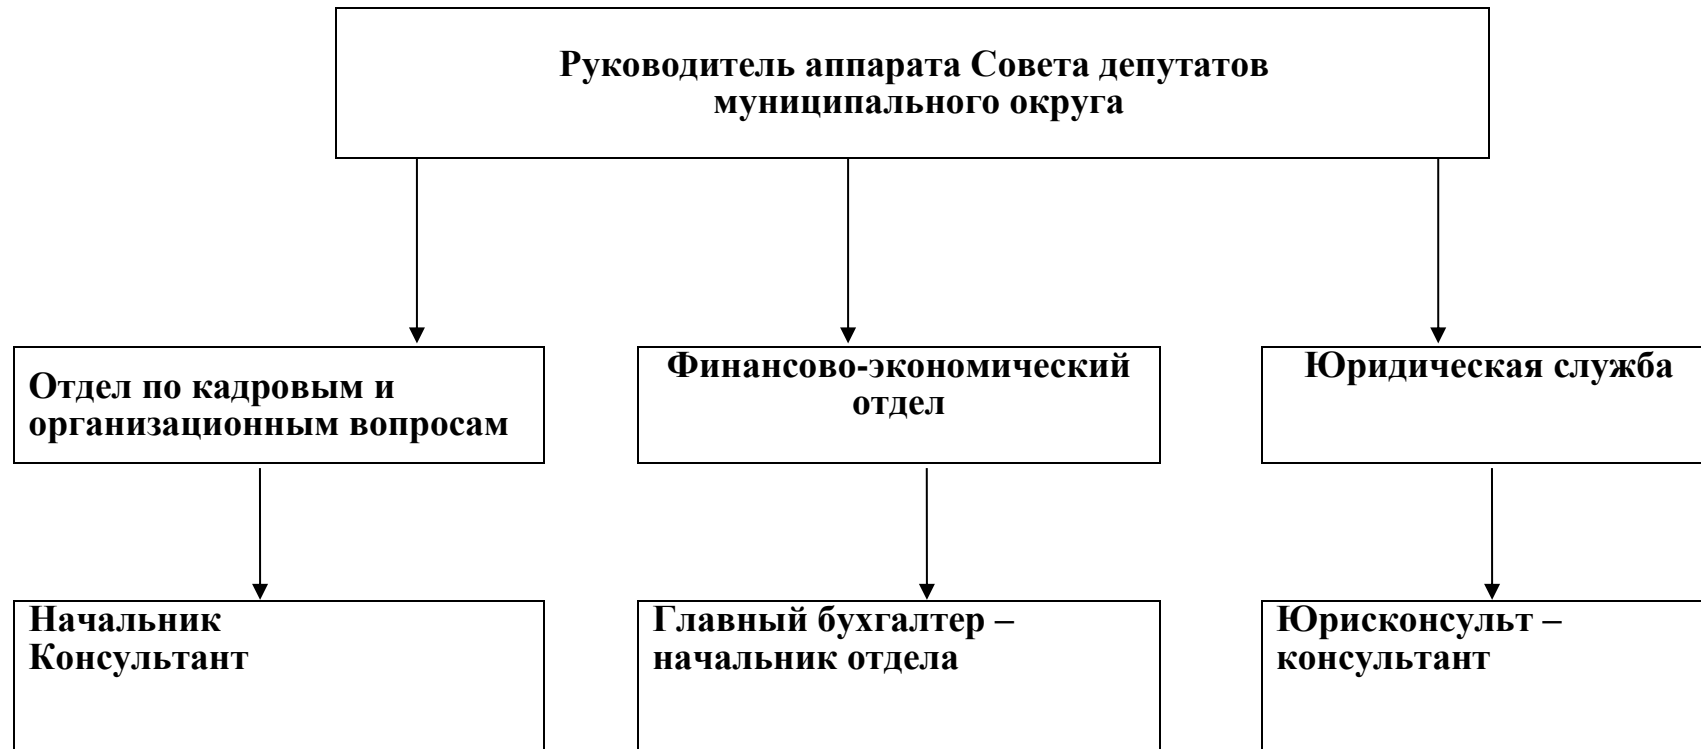 Руководитель аппарата Совета депутатов
муниципального округа
Отдел по кадровым и
организационным вопросам
Финансово-экономический
отдел
Юридическая служба
Начальник
Консультант
Главный бухгалтер –
начальник отдела
Юрисконсульт –
консультант